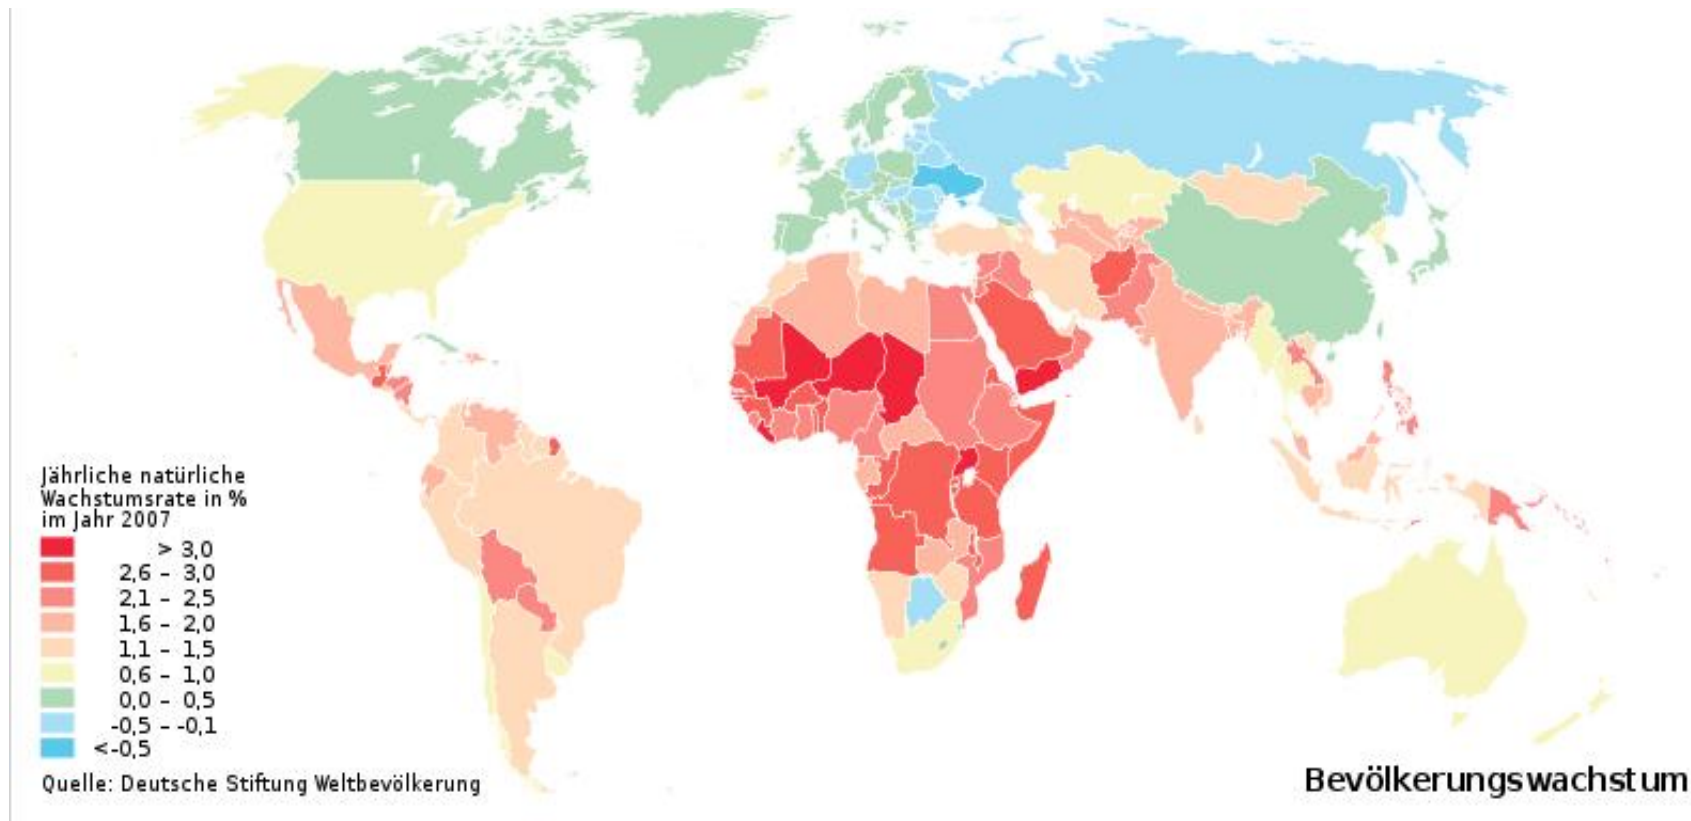 Jährliche natürliche
Wachstumsrate in %
im Jahr 2007
> 3,0
2,6 – 3,0
2,1 – 2,5
1,6 – 2,0
1,1 – 1,5
0,6 – 1,0
0,0 – 0,5
-0,5 – -0,1
<-0,5
Quelle: Deutsche Stiftung Weltbevölkerung
Bevölkerungswachstum